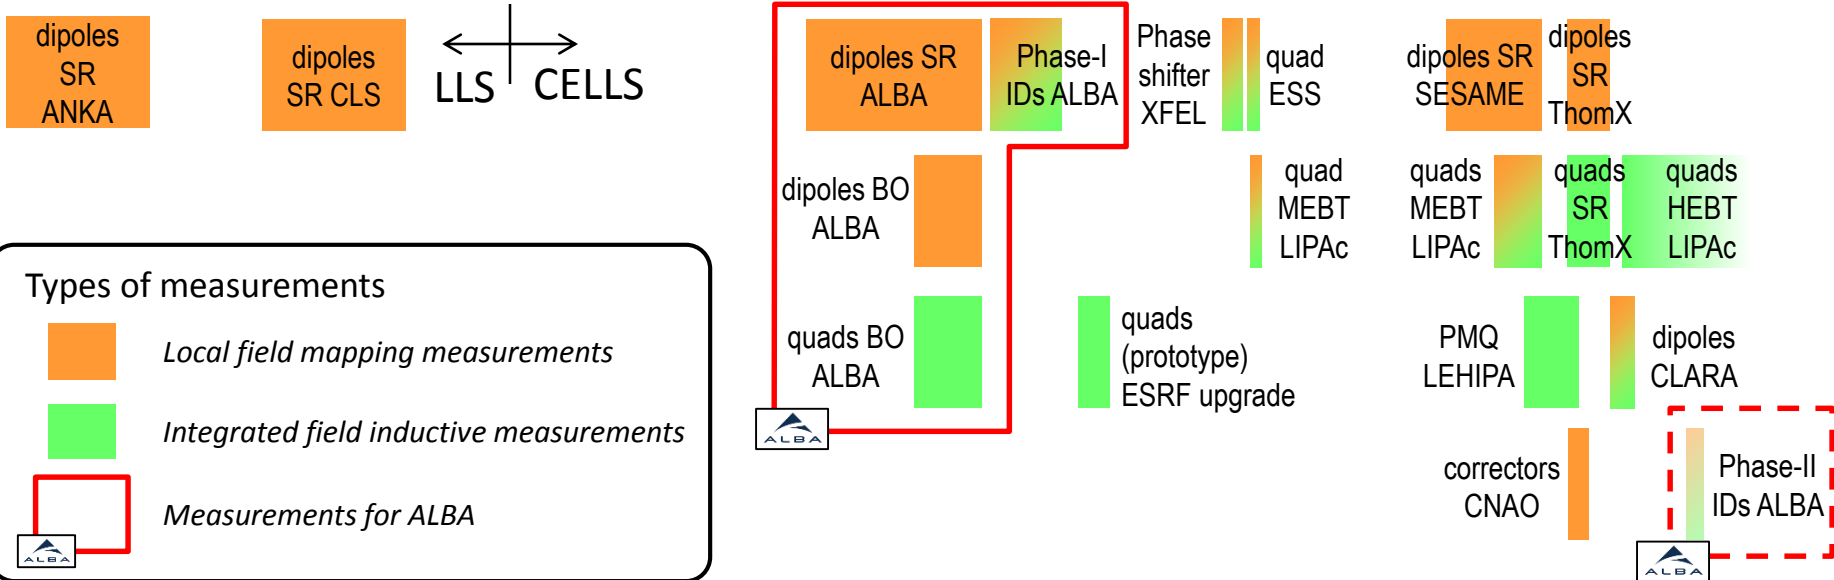 dipoles
SR
ANKA
dipoles
SR CLS
LLS
CELLS
dipoles SR
ALBA
Phase-I
IDs ALBA
Phase
shifter
XFEL
quad
ESS
dipoles SR
SESAME
dipoles
SR
ThomX
dipoles BO
ALBA
quad
MEBT
LIPAc
quads
MEBT
LIPAc
quads
SR
ThomX
quads
HEBT
LIPAc
quads BO
ALBA
quads
(prototype)
ESRF upgrade
PMQ
LEHIPA
dipoles
CLARA
ALBA
correctors
CNAO
Phase-II
IDs ALBA
ALBA
Types of measurements
Local field mapping measurements
Integrated field inductive measurements
Measurements for ALBA
ALBA